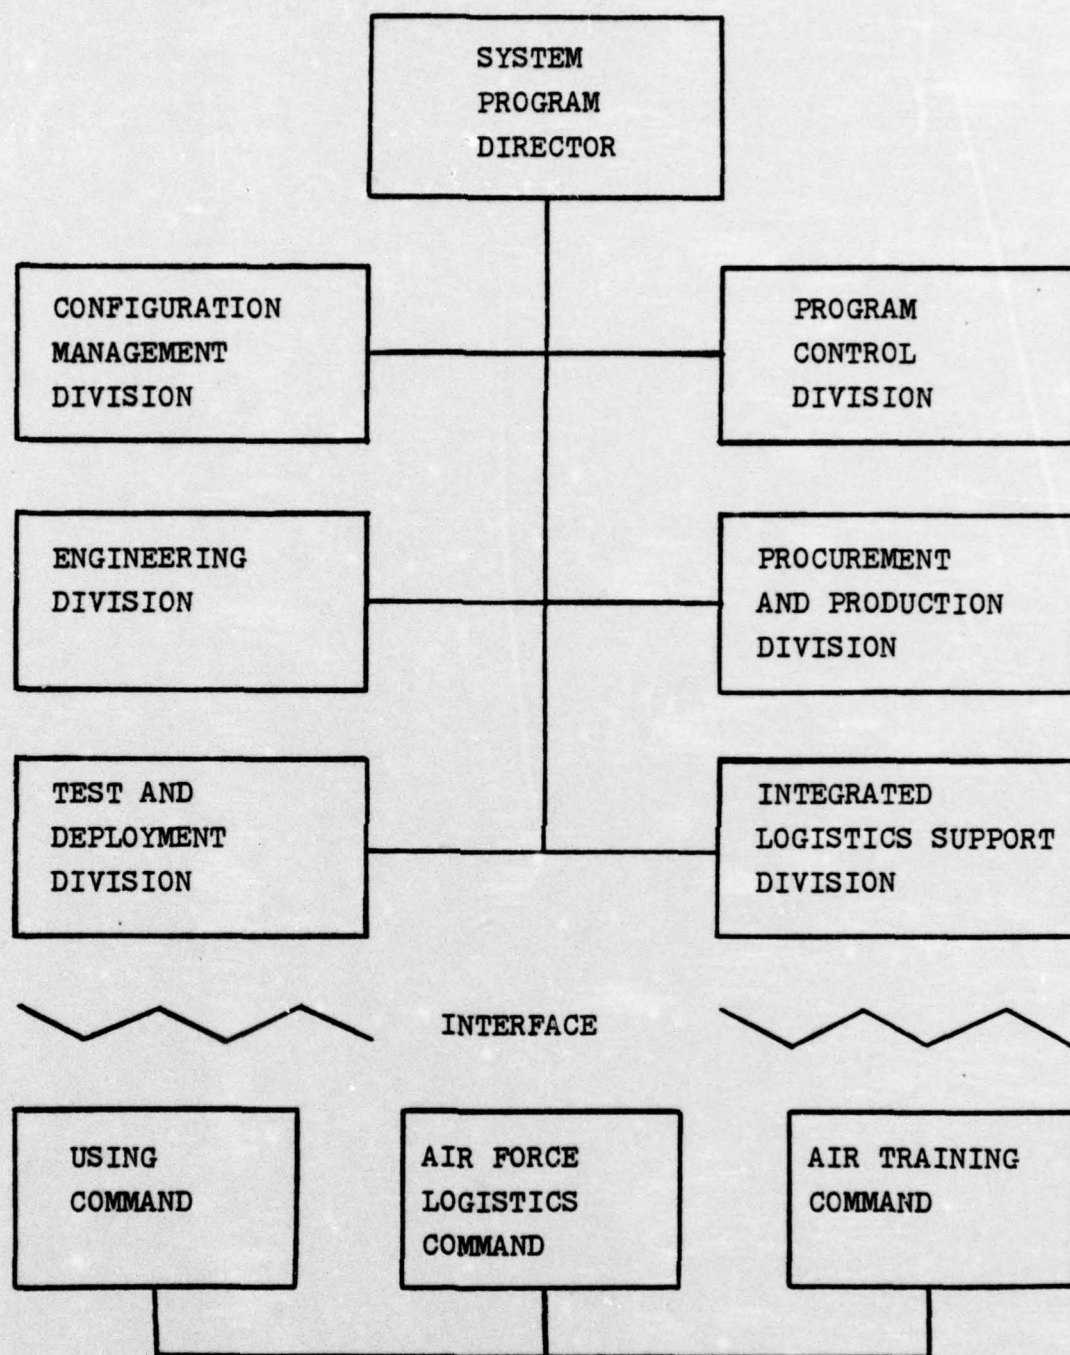 SYSTEM
PROGRAM
DIRECTOR
CONFIGURATION
MANAGEMENT
DIVISION
PROGRAM
CONTROL
DIVISION
ENGINEERING
DIVISION
PROCUREMENT
AND PRODUCTION
DIVISION
TEST AND
DEPLOYMENT
DIVISION
INTEGRATED
LOGISTICS SUPPORT
DIVISION
INTERFACE
USING
COMMAND
AIR FORCE
LOGISTICS
COMMAND
AIR TRAINING
COMMAND